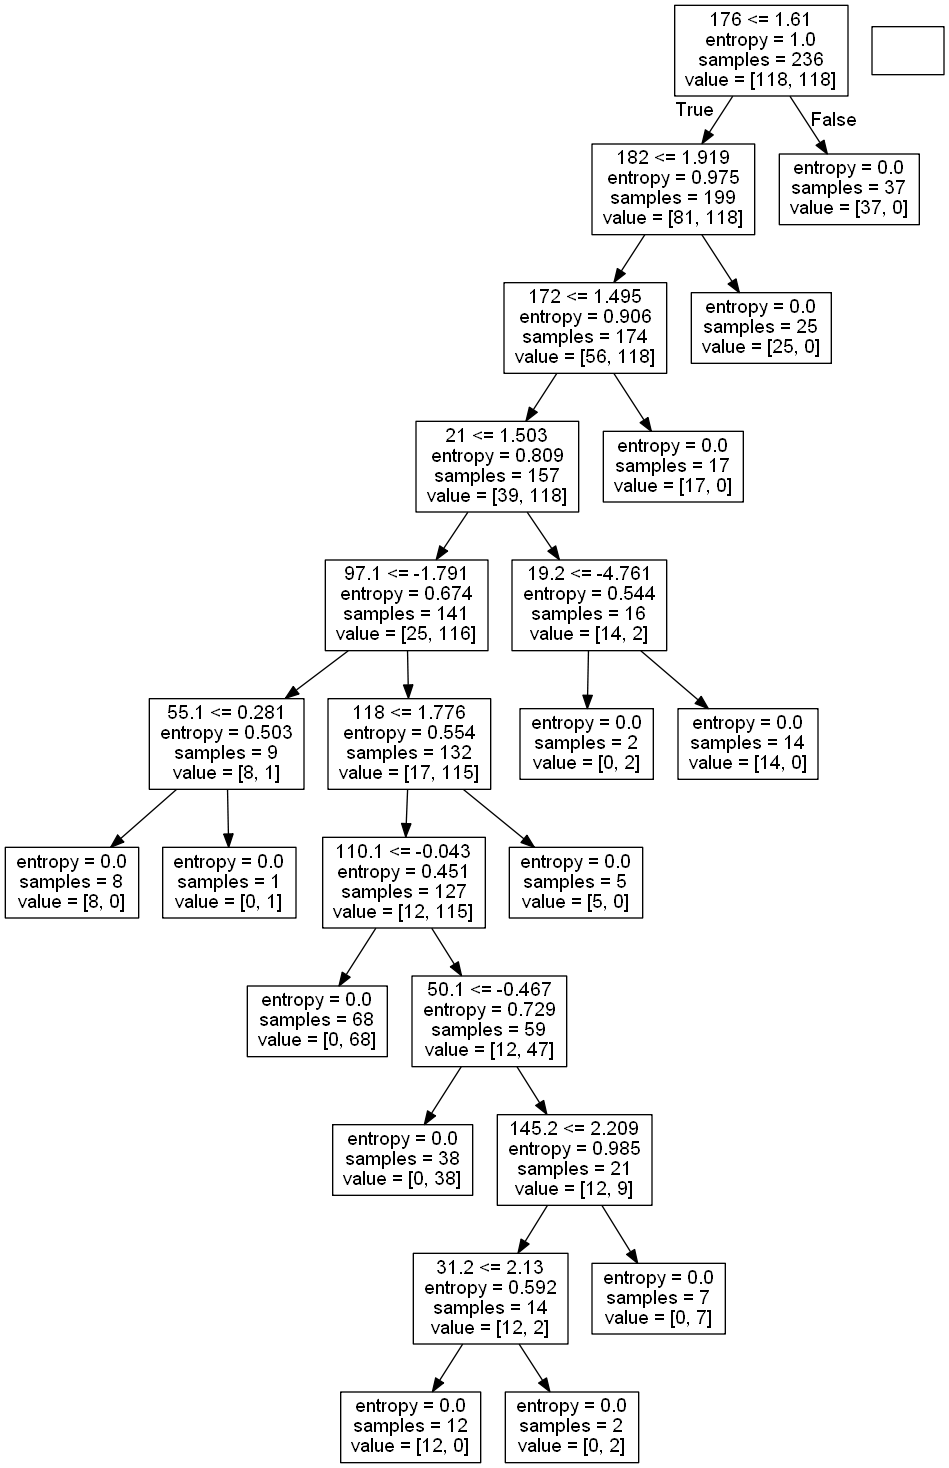 176 <= 1.61
entropy = 1.0
samples = 236
value = [118, 118]
True
False
182 <= 1.919
entropy = 0.975
samples = 199
value = [81, 118]
entropy = 0.0
samples = 37
value = [37, 0]
172 <= 1.495
entropy = 0.906
samples = 174
value = [56, 118]
entropy = 0.0
samples = 25
value = [25, 0]
21 <= 1.503
entropy = 0.809
samples = 157
value = [39, 118]
entropy = 0.0
samples = 17
value = [17, 0]
97.1 <= -1.791
entropy = 0.674
samples = 141
value = [25, 116]
19.2 <= -4.761
entropy = 0.544
samples = 16
value = [14, 2]
55.1 <= 0.281
entropy = 0.503
samples = 9
value = [8, 1]
118 <= 1.776
entropy = 0.554
samples = 132
value = [17, 115]
entropy = 0.0
samples = 2
value = [0, 2]
entropy = 0.0
samples = 14
value = [14, 0]
entropy = 0.0
samples = 8
value = [8, 0]
entropy = 0.0
samples = 1
value = [0, 1]
110.1 <= -0.043
entropy = 0.451
samples = 127
value = [12, 115]
entropy = 0.0
samples = 5
value = [5, 0]
entropy = 0.0
samples = 68
value = [0, 68]
50.1 <= -0.467
entropy = 0.729
samples = 59
value = [12, 47]
entropy = 0.0
samples = 38
value = [0, 38]
145.2 <= 2.209
entropy = 0.985
samples = 21
value = [12, 9]
31.2 <= 2.13
entropy = 0.592
samples = 14
value = [12, 2]
entropy = 0.0
samples = 7
value = [0, 7]
entropy = 0.0
samples = 12
value = [12, 0]
entropy = 0.0
samples = 2
value = [0, 2]